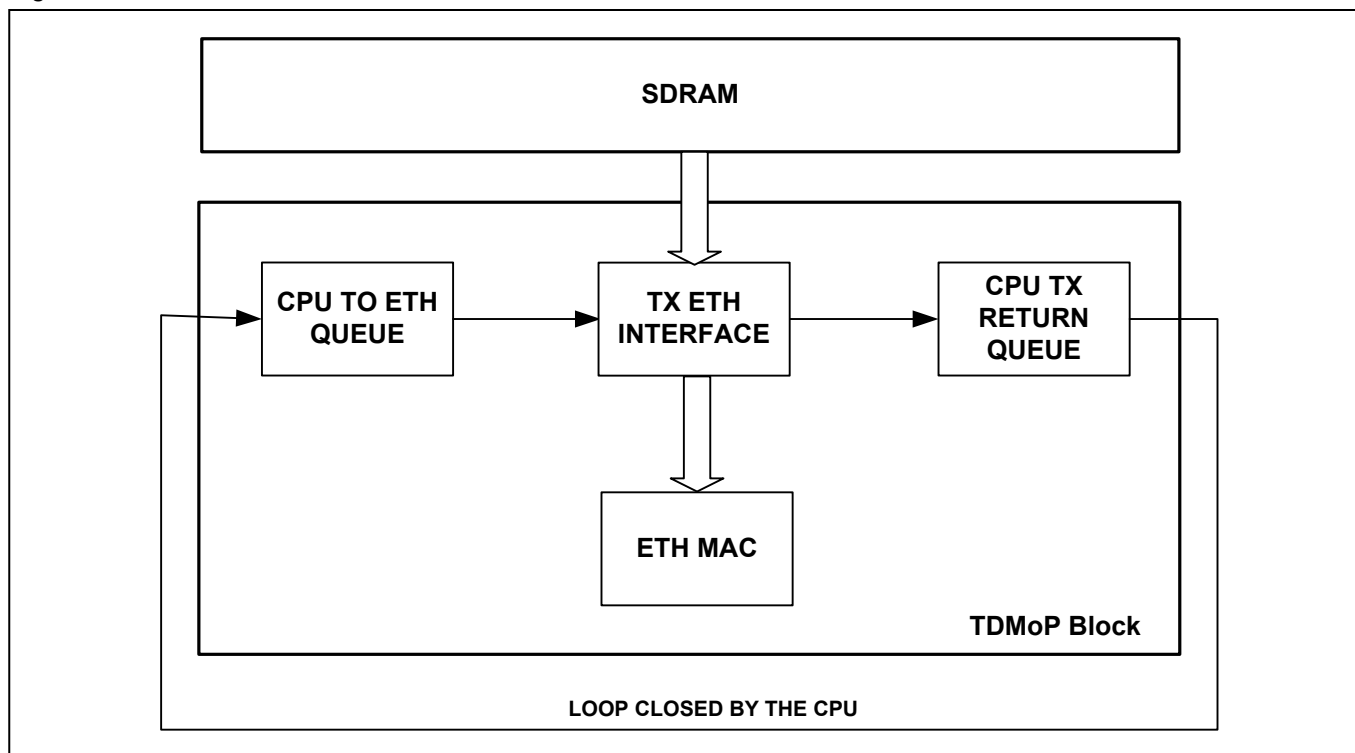 SDRAM
CPU TO ETH
QUEUE
TX ETH
INTERFACE
CPU TX
RETURN
QUEUE
ETH MAC
TDMoP Block
LOOP CLOSED BY THE CPU